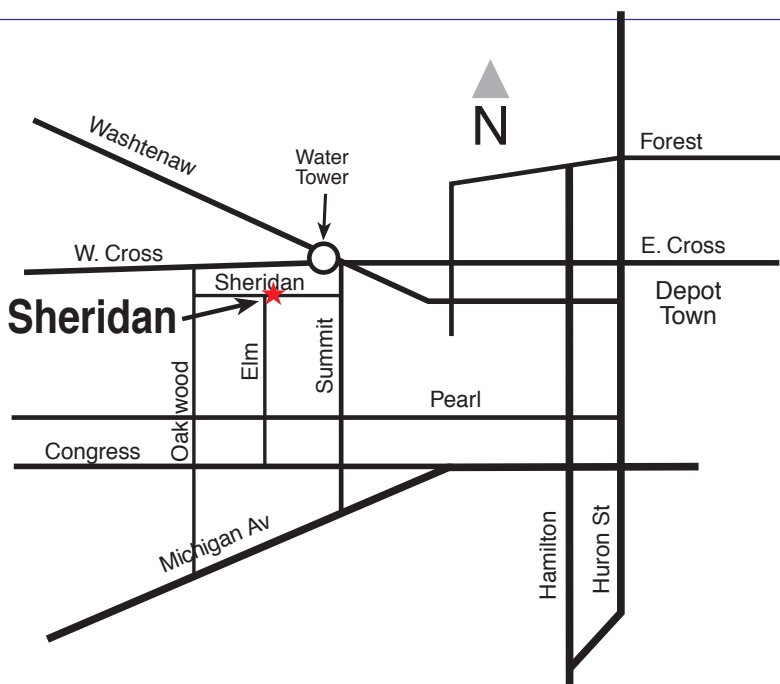 Washtenaw
Water
Tower
N
Forest
W. Cross
E. Cross
Sheridan
Sheridan
Depot
Town
Oakwood
Elm
Summit
Pearl
Congress
Michigan Av
Hamilton
Huron St